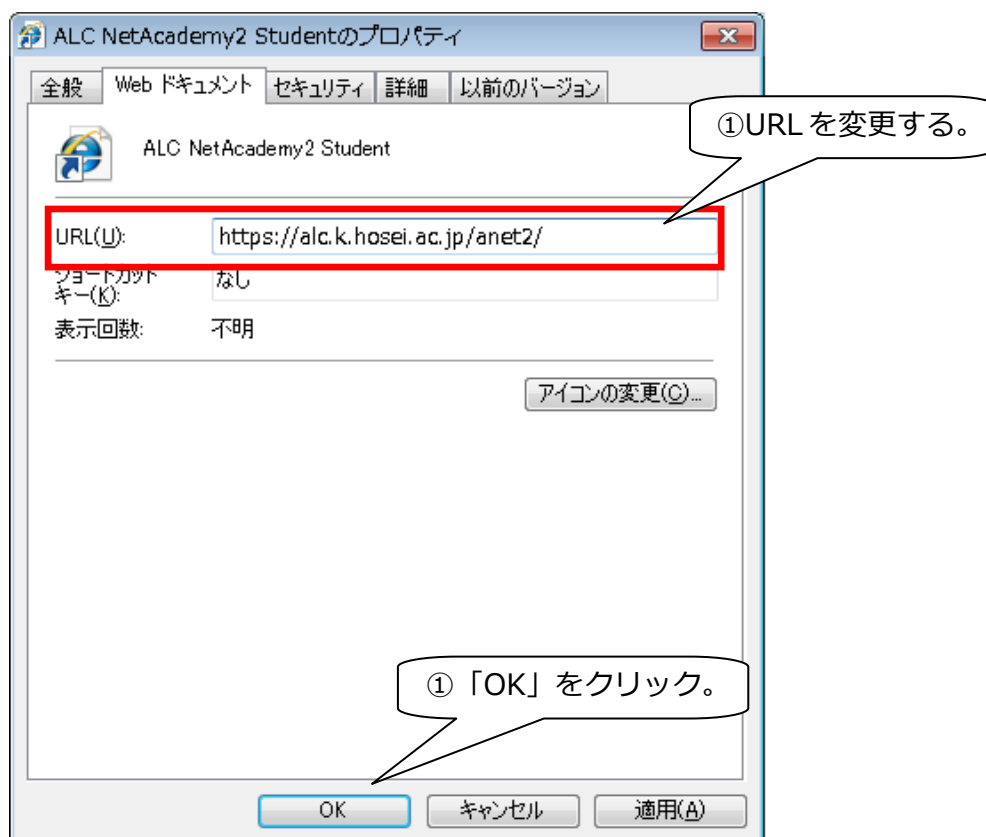 ALC NetAcademy2 Studentのプロパティ
全般 Web ドキュメント セキュリティ 詳細 以前のバージョン
①URL を変更する。
ALC NetAcademy2 Student
URL(U): https://alc.k.hosei.ac.jp/anet2/
ショートカット
キー(K): なし
表示回数: 不明
アイコンの変更(C)...
①「OK」をクリック。
OK キャンセル 適用(A)